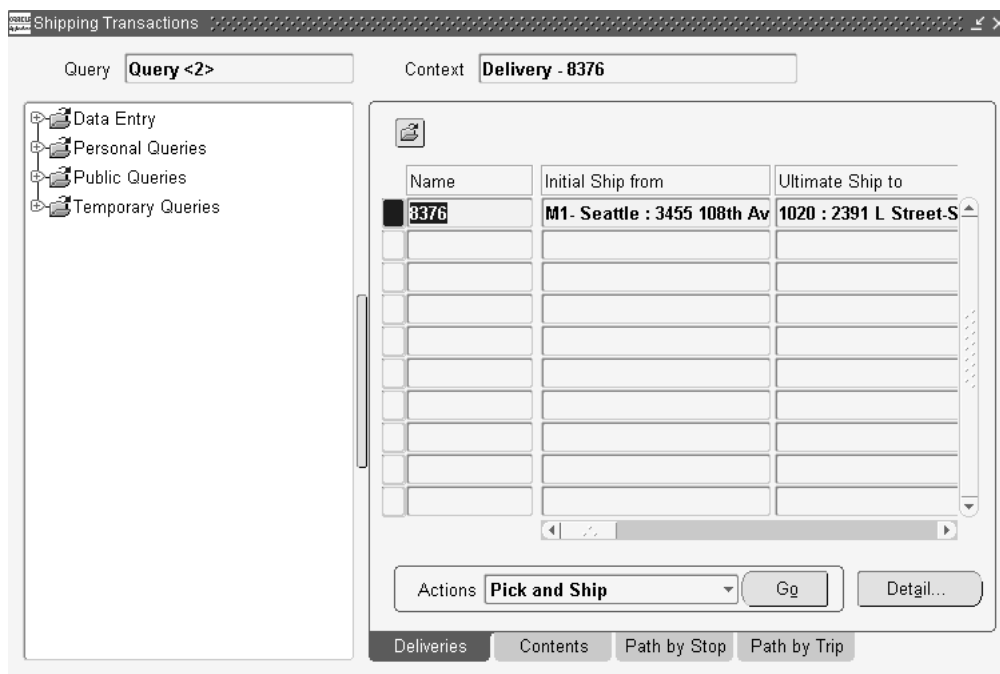 Shipping Transactions
Query Query <2> Context Delivery - 8376
Data Entry
Personal Queries
Public Queries
Temporary Queries
Name Initial Ship from Ultimate Ship to
8376 M1- Seattle : 3455 108th Av 1020 : 2391 L Street-S
Actions Pick and Ship Go Detail...
Deliveries Contents Path by Stop Path by Trip